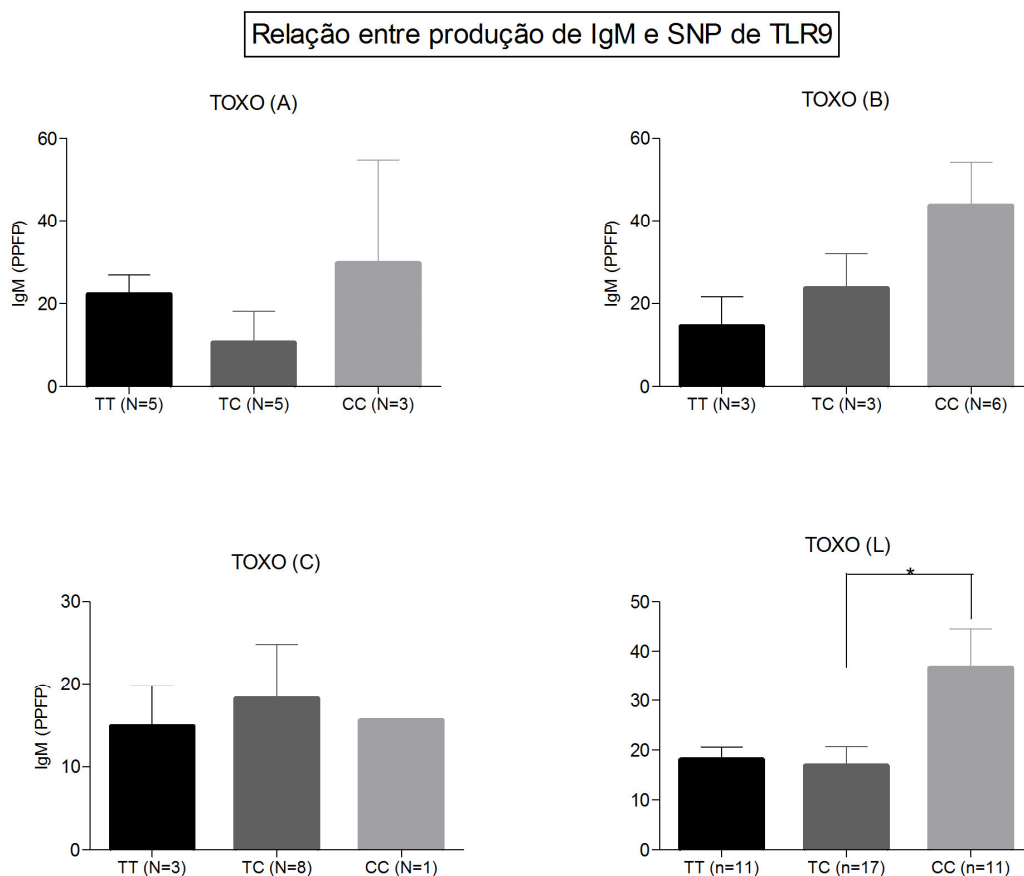 Relação entre produção de IgM e SNP de TLR9
TOXO (A)
IgM (PPFP)
60
40
20
0
TT (N=5) TC (N=5) CC (N=3)
TOXO (B)
IgM (PPFP)
60
40
20
0
TT (N=3) TC (N=3) CC (N=6)
TOXO (C)
IgM (PPFP)
30
20
10
0
TT (N=3) TC (N=8) CC (N=1)
TOXO (L)
*
50
40
30
20
10
0
TT (n=11) TC (n=17) CC (n=11)